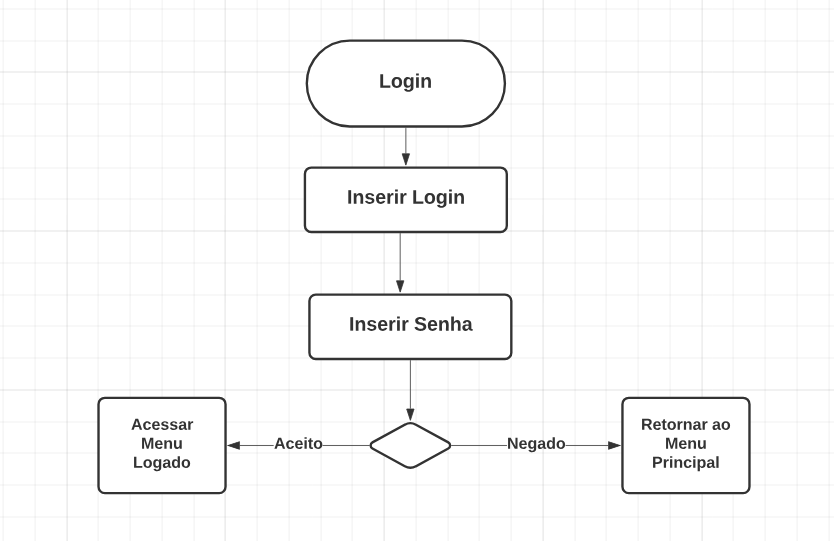 Login
Inserir Login
Inserir Senha
Acessar
Menu
Logado
Aceito
Negado
Retornar ao
Menu
Principal